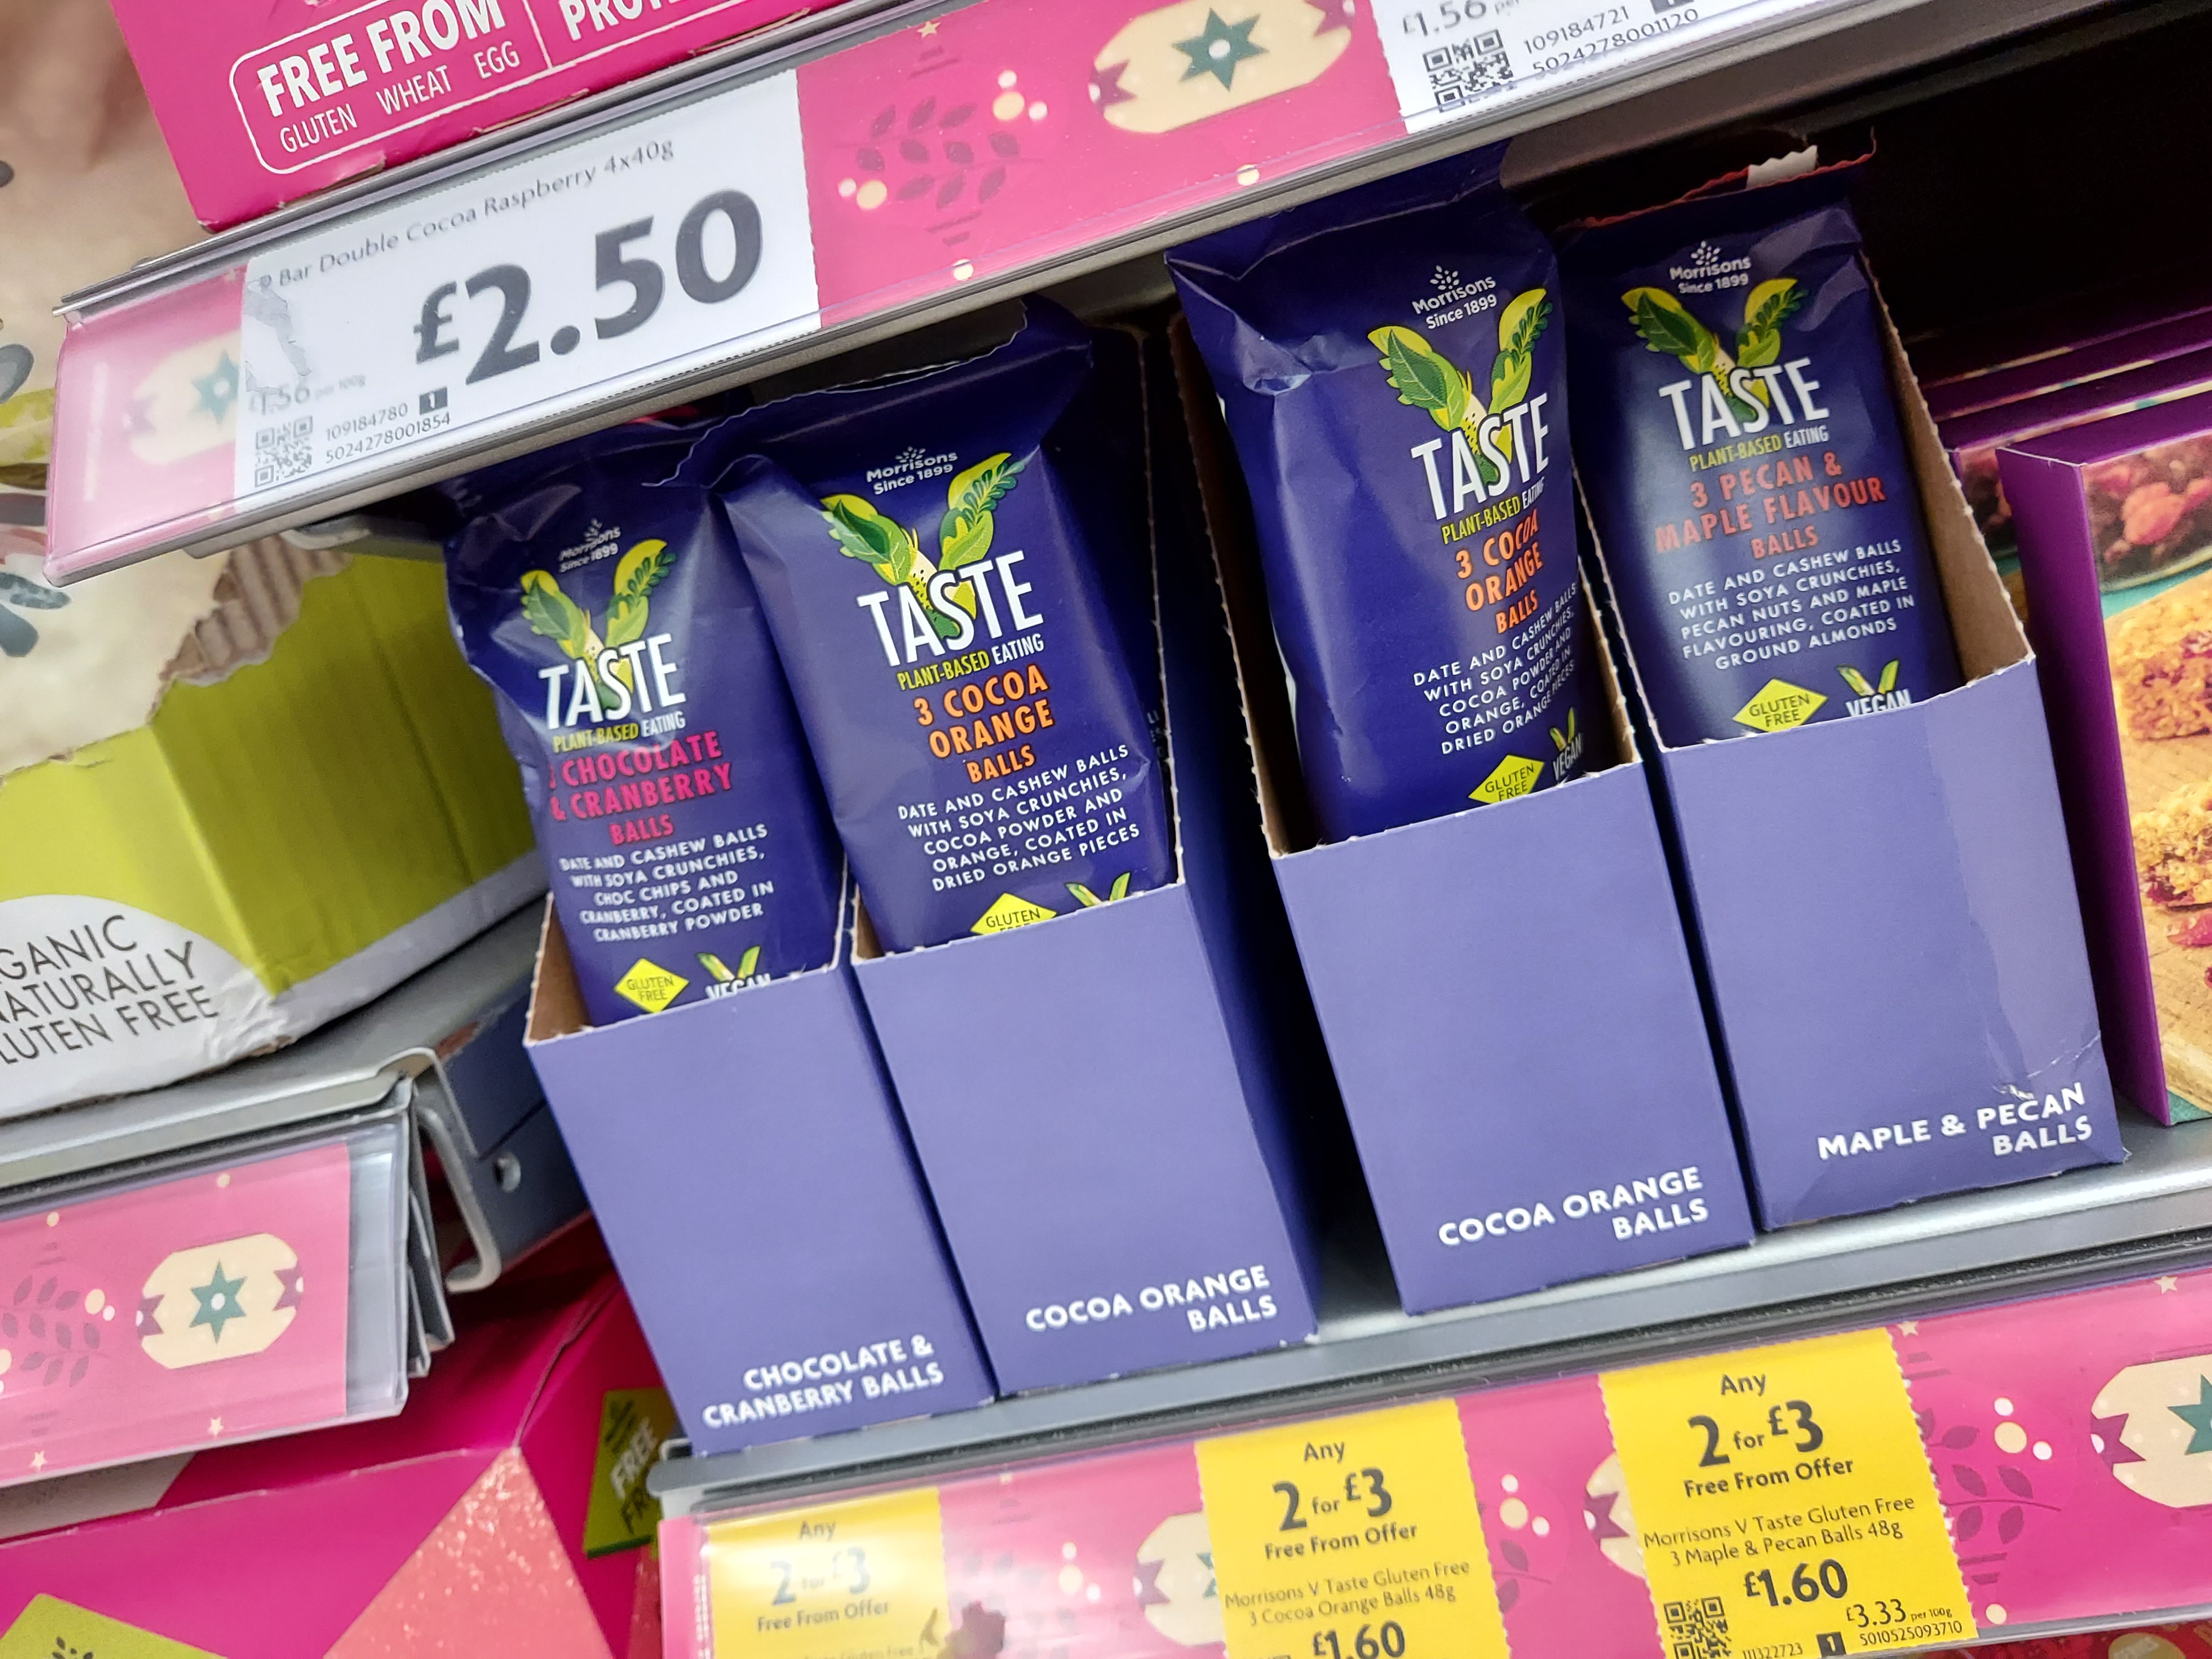 FREE FROM
GLUTEN WHEAT EGG
£1.56
109184721
5024278001120
Bar Double Cocoa Raspberry 4x40g
£2.50
£1.56 per 100g
109184780 1
5024278001854
Morrisons
Since 1899
TASTE
PLANT-BASED EATING
CHOCOLATE
& CRANBERRY
BALLS
DATE AND CASHEW BALLS
WITH SOYA CRUNCHIES,
CHOC CHIPS AND
CRANBERRY, COATED IN
CRANBERRY POWDER
GLUTEN
FREE
VEGAN
Morrisons
Since 1899
TASTE
PLANT-BASED EATING
3 COCOA
ORANGE
BALLS
DATE AND CASHEW BALLS
WITH SOYA CRUNCHIES,
COCOA POWDER AND
ORANGE, COATED IN
DRIED ORANGE PIECES
GLUTEN
FREE
Morrisons
Since 1899
TASTE
PLANT-BASED EATING
3 COCOA
ORANGE
BALLS
DATE AND CASHEW BALLS
WITH SOYA CRUNCHIES,
COCOA POWDER AND
ORANGE, COATED IN
DRIED ORANGE PIECES
GLUTEN
FREE
VEGAN
Morrisons
Since 1899
TASTE
PLANT-BASED EATING
3 PECAN &
MAPLE FLAVOUR
BALLS
DATE AND CASHEW BALLS
WITH SOYA CRUNCHIES,
PECAN NUTS AND MAPLE
FLAVOURING, COATED IN
GROUND ALMONDS
GLUTEN
FREE
VEGAN
GANIC
NATURALLY
LUTEN FREE
CHOCOLATE &
CRANBERRY BALLS
COCOA ORANGE
BALLS
COCOA ORANGE
BALLS
MAPLE & PECAN
BALLS
FREE
Any
2 for £3
Free From Offer
Any
2 for £3
Free From Offer
Morrisons V Taste Gluten Free
3 Cocoa Orange Balls 48g
£1.60
Any
2 for £3
Free From Offer
Morrisons V Taste Gluten Free
3 Maple & Pecan Balls 48g
£1.60
£3.33 per 100g
111322723 1 5010525093710